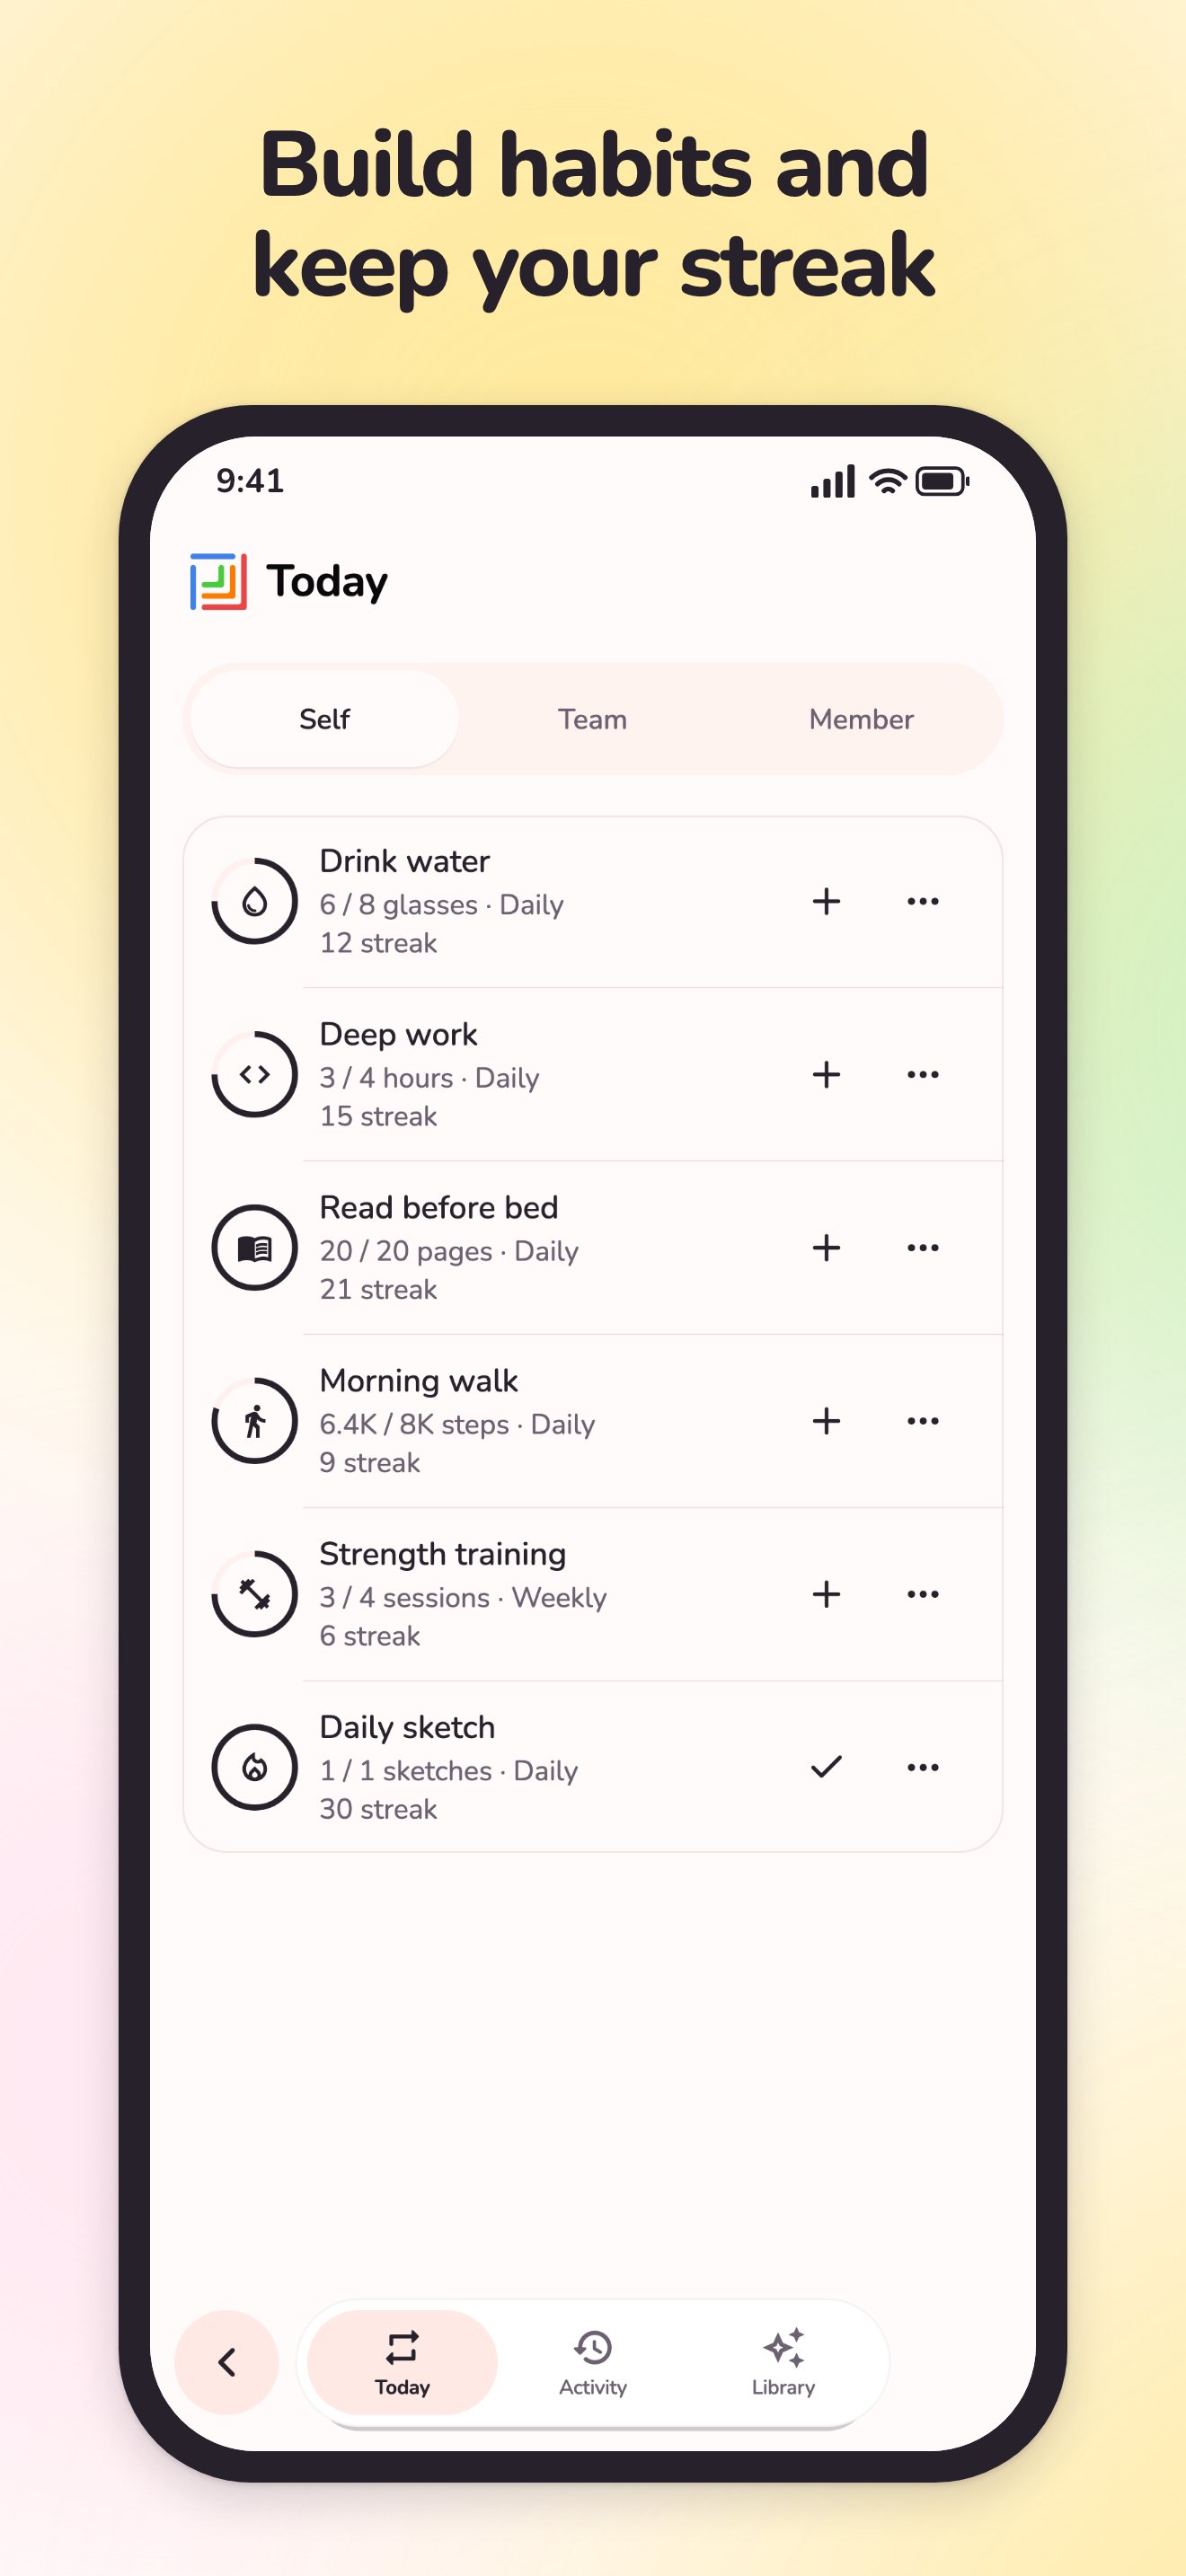 Build habits and
keep your streak
9:41
Today
Self
Team
Member
Drink water
6 / 8 glasses · Daily
12 streak
Deep work
3 / 4 hours · Daily
15 streak
Read before bed
20 / 20 pages · Daily
21 streak
Morning walk
6.4K / 8K steps · Daily
9 streak
Strength training
3 / 4 sessions · Weekly
6 streak
Daily sketch
1 / 1 sketches · Daily
30 streak
Today
Activity
Library